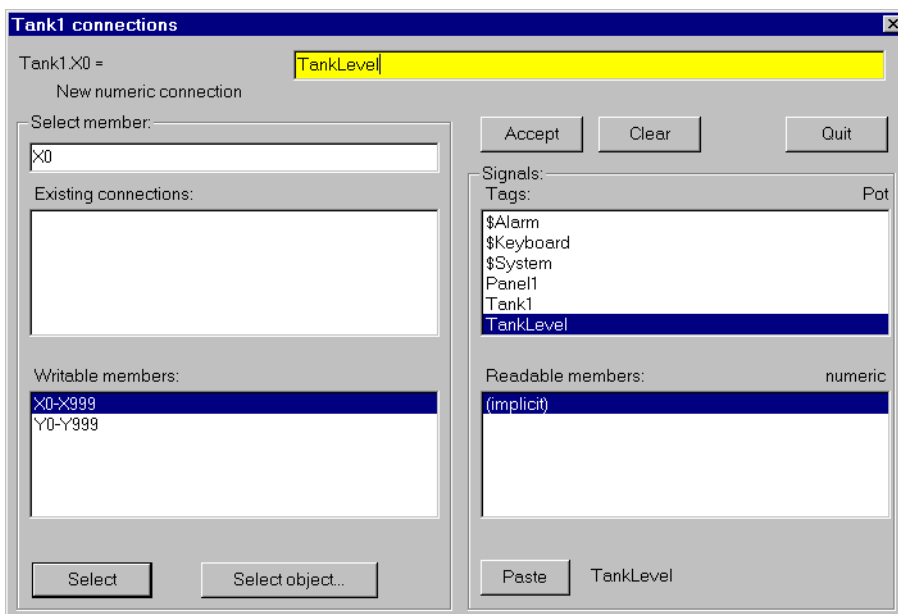 Tank1 connections
Tank1.X0 =
TankLevel
New numeric connection
Select member:
X0
Existing connections:
Writable members:
X0-X999
Y0-Y999
Select
Select object...
Accept
Clear
Quit
Signals:
Tags:
Pot
$Alarm
$Keyboard
$System
Panel1
Tank1
TankLevel
Readable members:
numeric
(implicit)
Paste
TankLevel